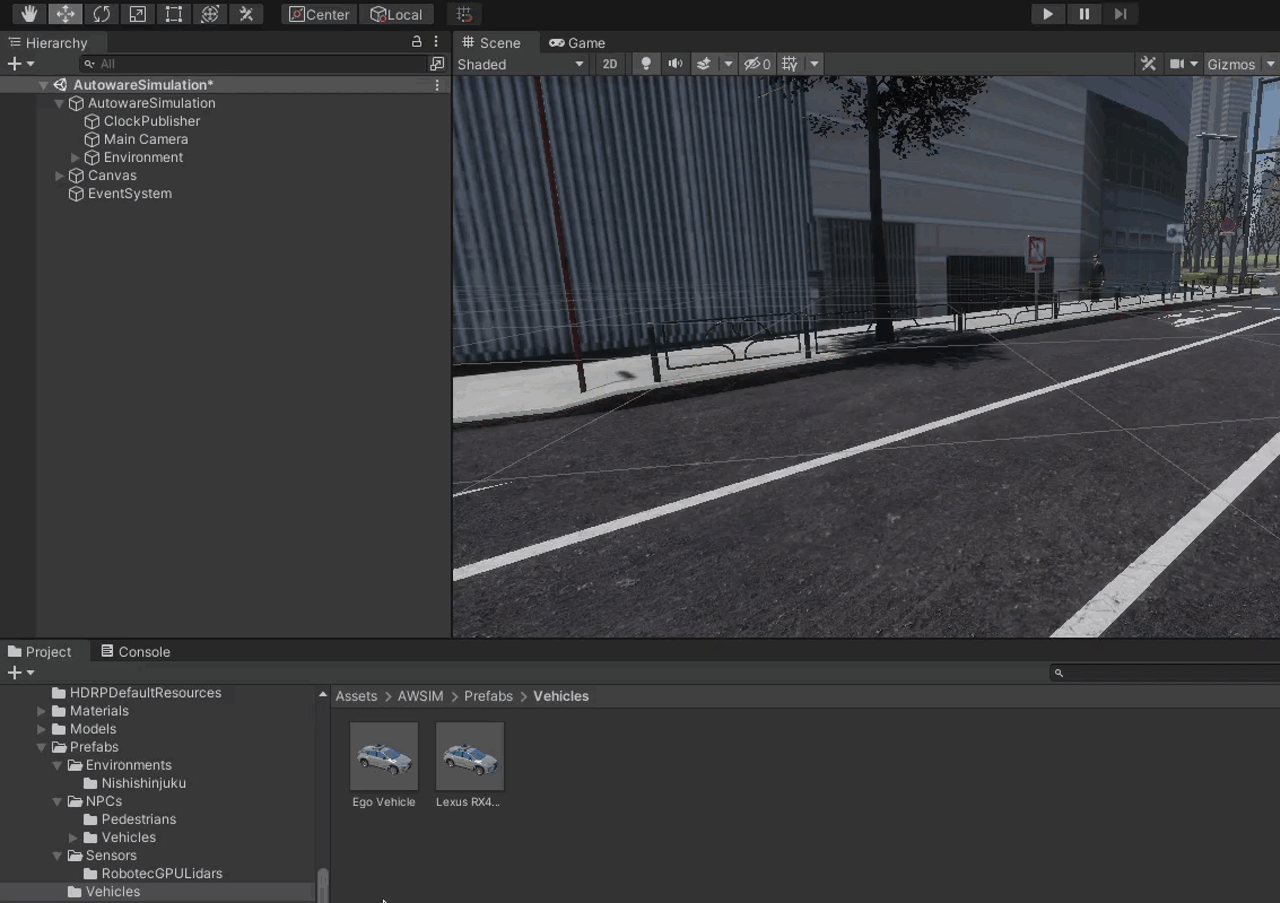 Center
Local
Hierarchy
Scene
Game
All
Shaded
2D
0
Gizmos
AutowareSimulation*
AutowareSimulation
ClockPublisher
Main Camera
Environment
Canvas
EventSystem
Project
Console
HDRPDefaultResources
Materials
Models
Prefabs
Environments
Nishishinjuku
NPCs
Pedestrians
Vehicles
Sensors
RobotecGPULidars
Vehicles
Assets > AWSIM > Prefabs > Vehicles
Ego Vehicle
Lexus RX4...